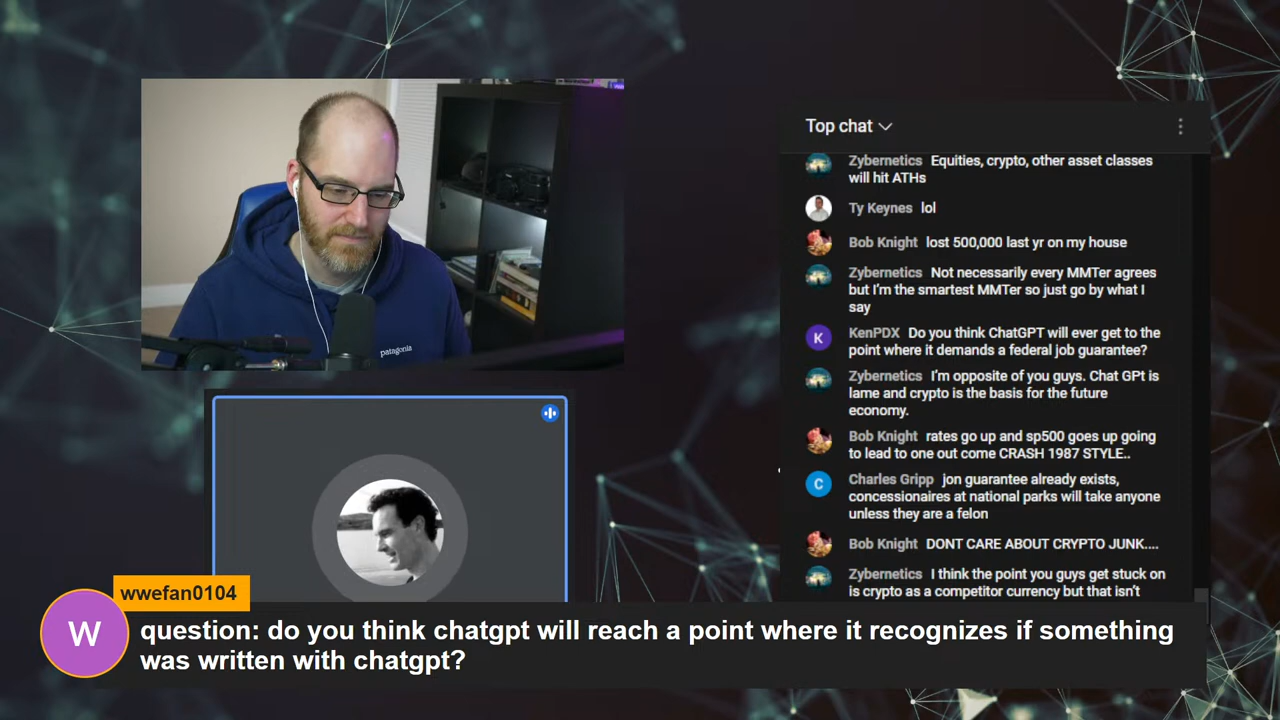 patagonia
Top chat
Zybernetics Equities, crypto, other asset classes
will hit ATHs
Ty Keynes lol
Bob Knight lost 500,000 last yr on my house
Zybernetics Not necessarily every MMTer agrees
but I'm the smartest MMTer so just go by what I
say
K
KenPDX Do you think ChatGPT will ever get to the
point where it demands a federal job guarantee?
Zybernetics I'm opposite of you guys. Chat GPt is
lame and crypto is the basis for the future
economy.
Bob Knight rates go up and sp500 goes up going
to lead to one out come CRASH 1987 STYLE..
C
Charles Gripp jon guarantee already exists,
concessionaires at national parks will take anyone
unless they are a felon
Bob Knight DONT CARE ABOUT CRYPTO JUNK....
Zybernetics I think the point you guys get stuck on
is crypto as a competitor currency but that isn't
wwefan0104
W
question: do you think chatgpt will reach a point where it recognizes if something
was written with chatgpt?